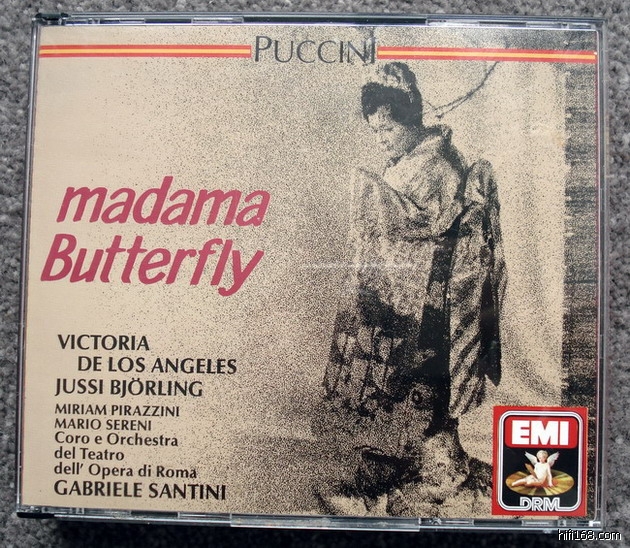 PUCCINI
madama
Butterfly
VICTORIA
DE LOS ANGELES
JUSSI BJÖRLING
MIRIAM PIRAZZINI
MARIO SERENI
Coro e Orchestra
del Teatro
dell' Opera di Roma
GABRIELE SANTINI
EMI
DRM
hifi168.com